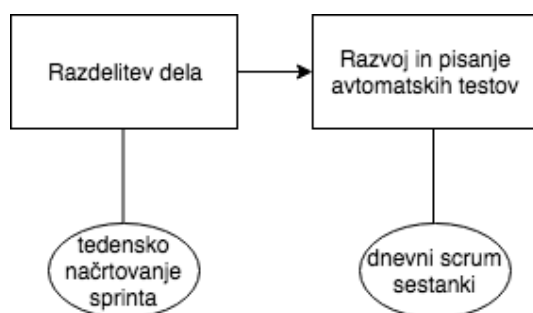 Razdelitev dela
Razvoj in pisanje
avtomatskih testov
tedensko
načrtovanje
sprinta
dnevni scrum
sestanki